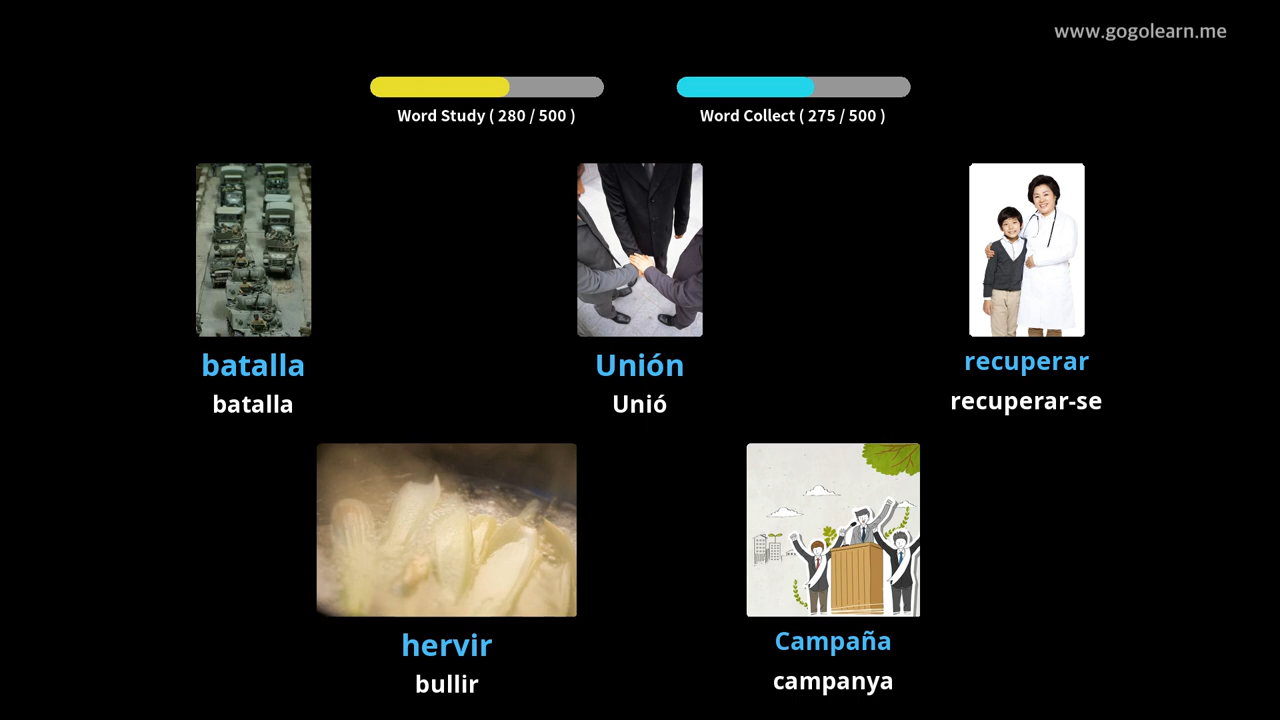 www.gogolearn.me
Word Study ( 280 / 500 )
Word Collect ( 275 / 500 )
batalla
batalla
Unión
Unió
recuperar
recuperar-se
hervir
bullir
Campaña
campanya